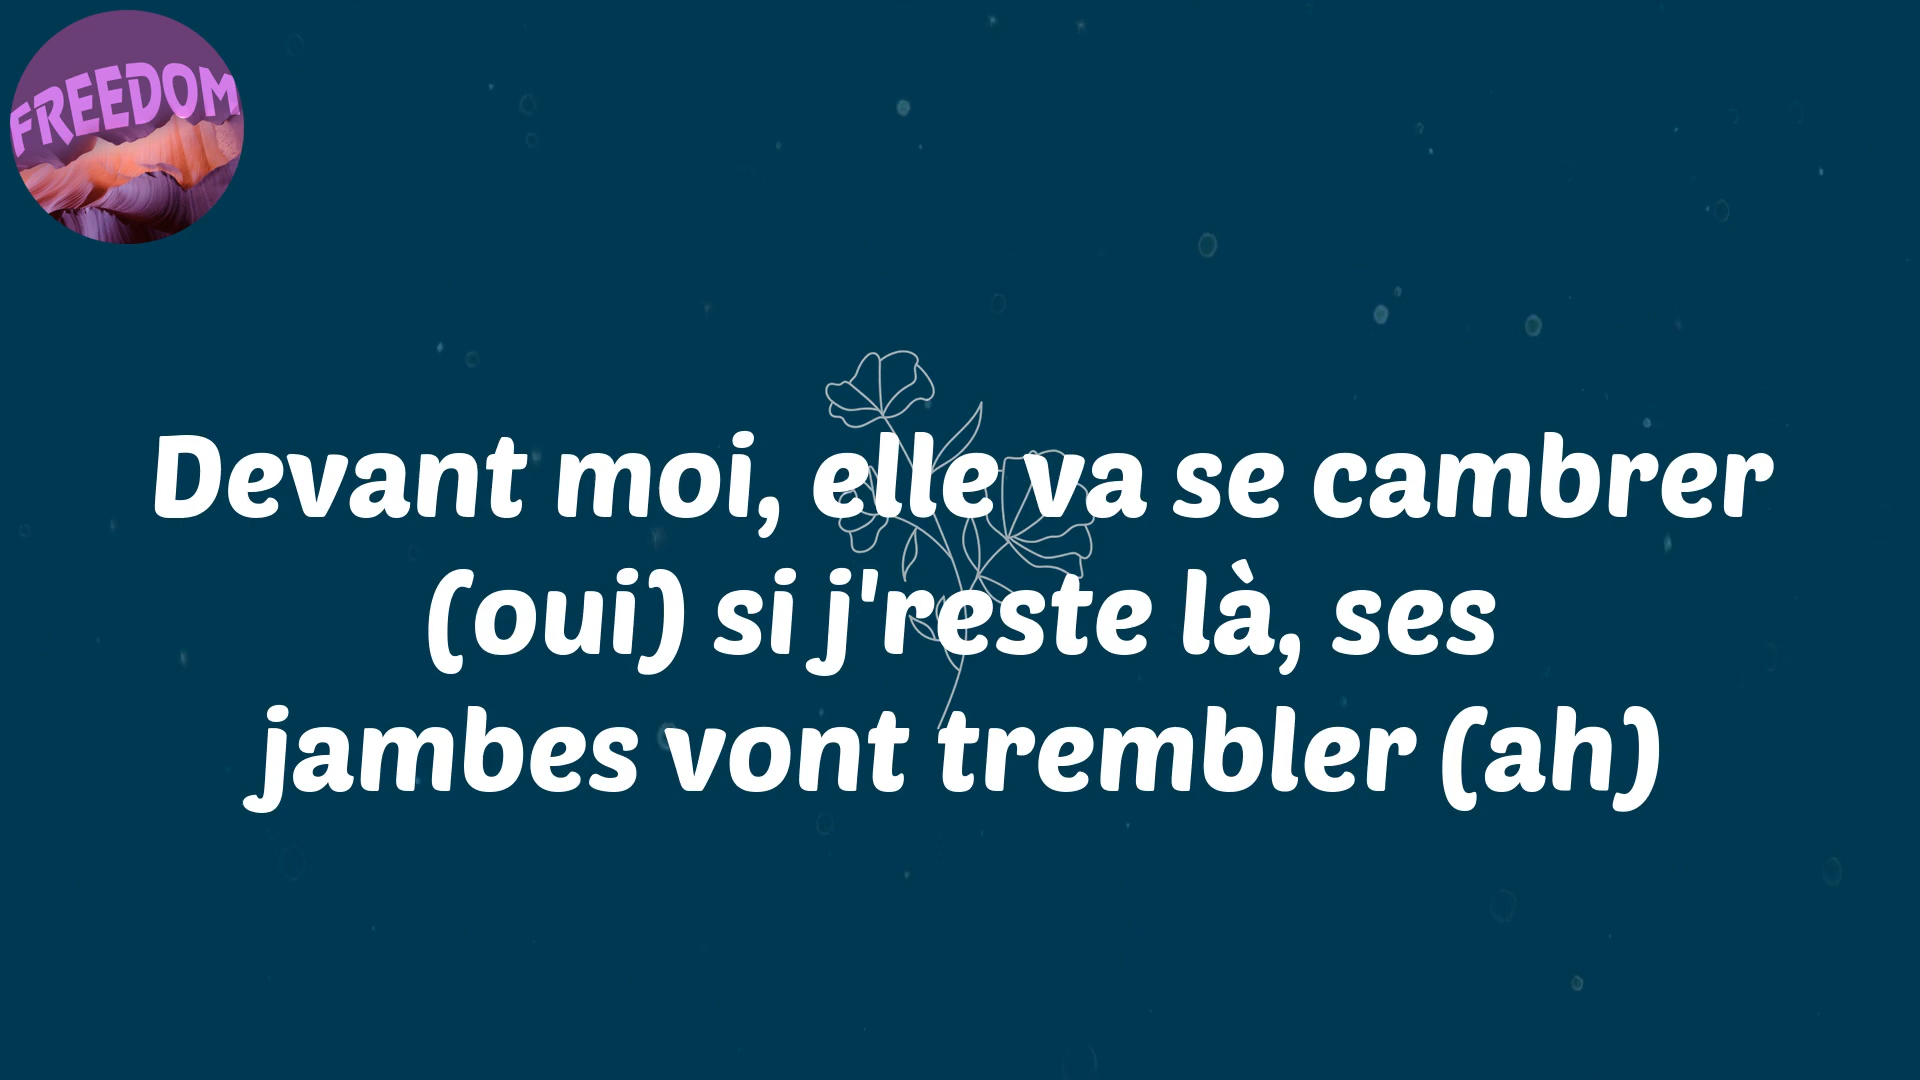 FREEDOM
Devant moi, elle va se cambrer
(oui) si j'reste là, ses
jambes vont trembler (ah)